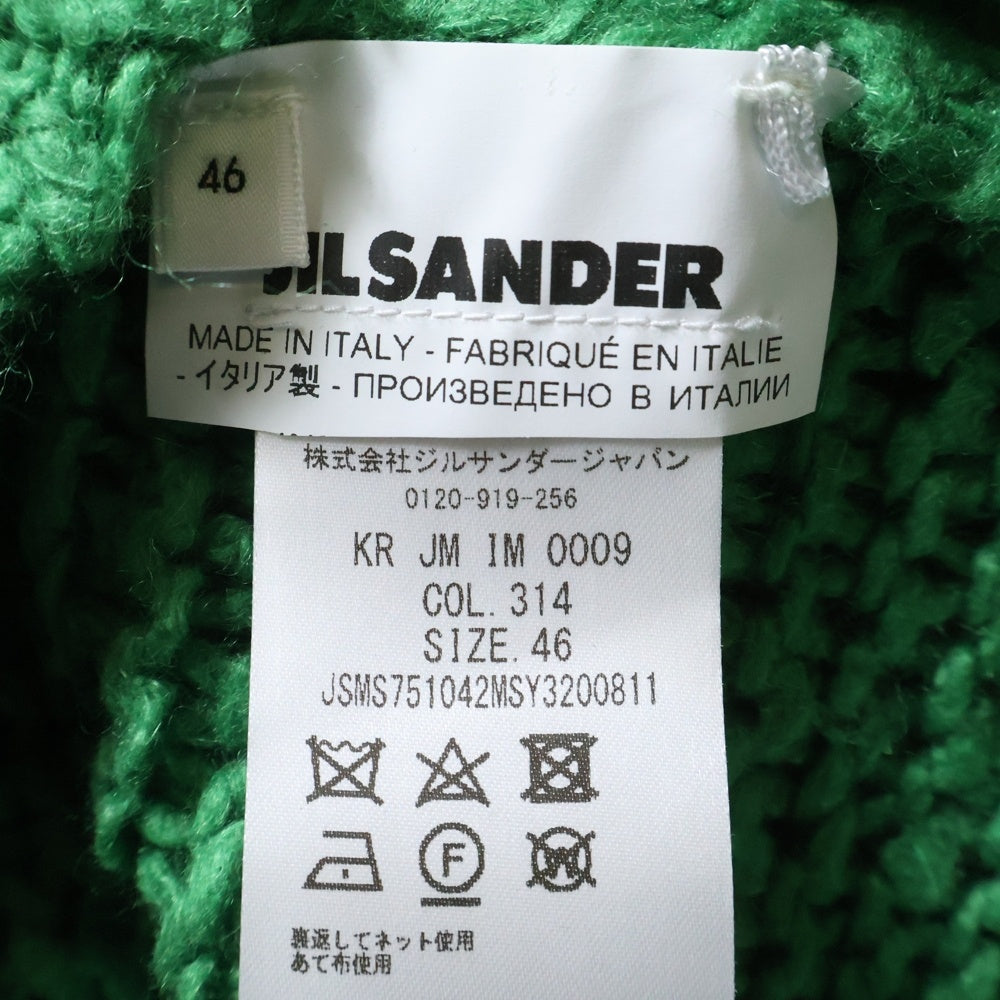 46
JIL SANDER
MADE IN ITALY - FABRIQUÉ EN ITALIE
- イタリア製 - ПРОИЗВЕДЕНО В ИТАЛИИ
株式会社ジルサンダージャパン
0120-919-256
KR JM IM 0009
COL. 314
SIZE. 46
JSMS751042MSY3200811
F
W
裏返してネット使用
あて布使用